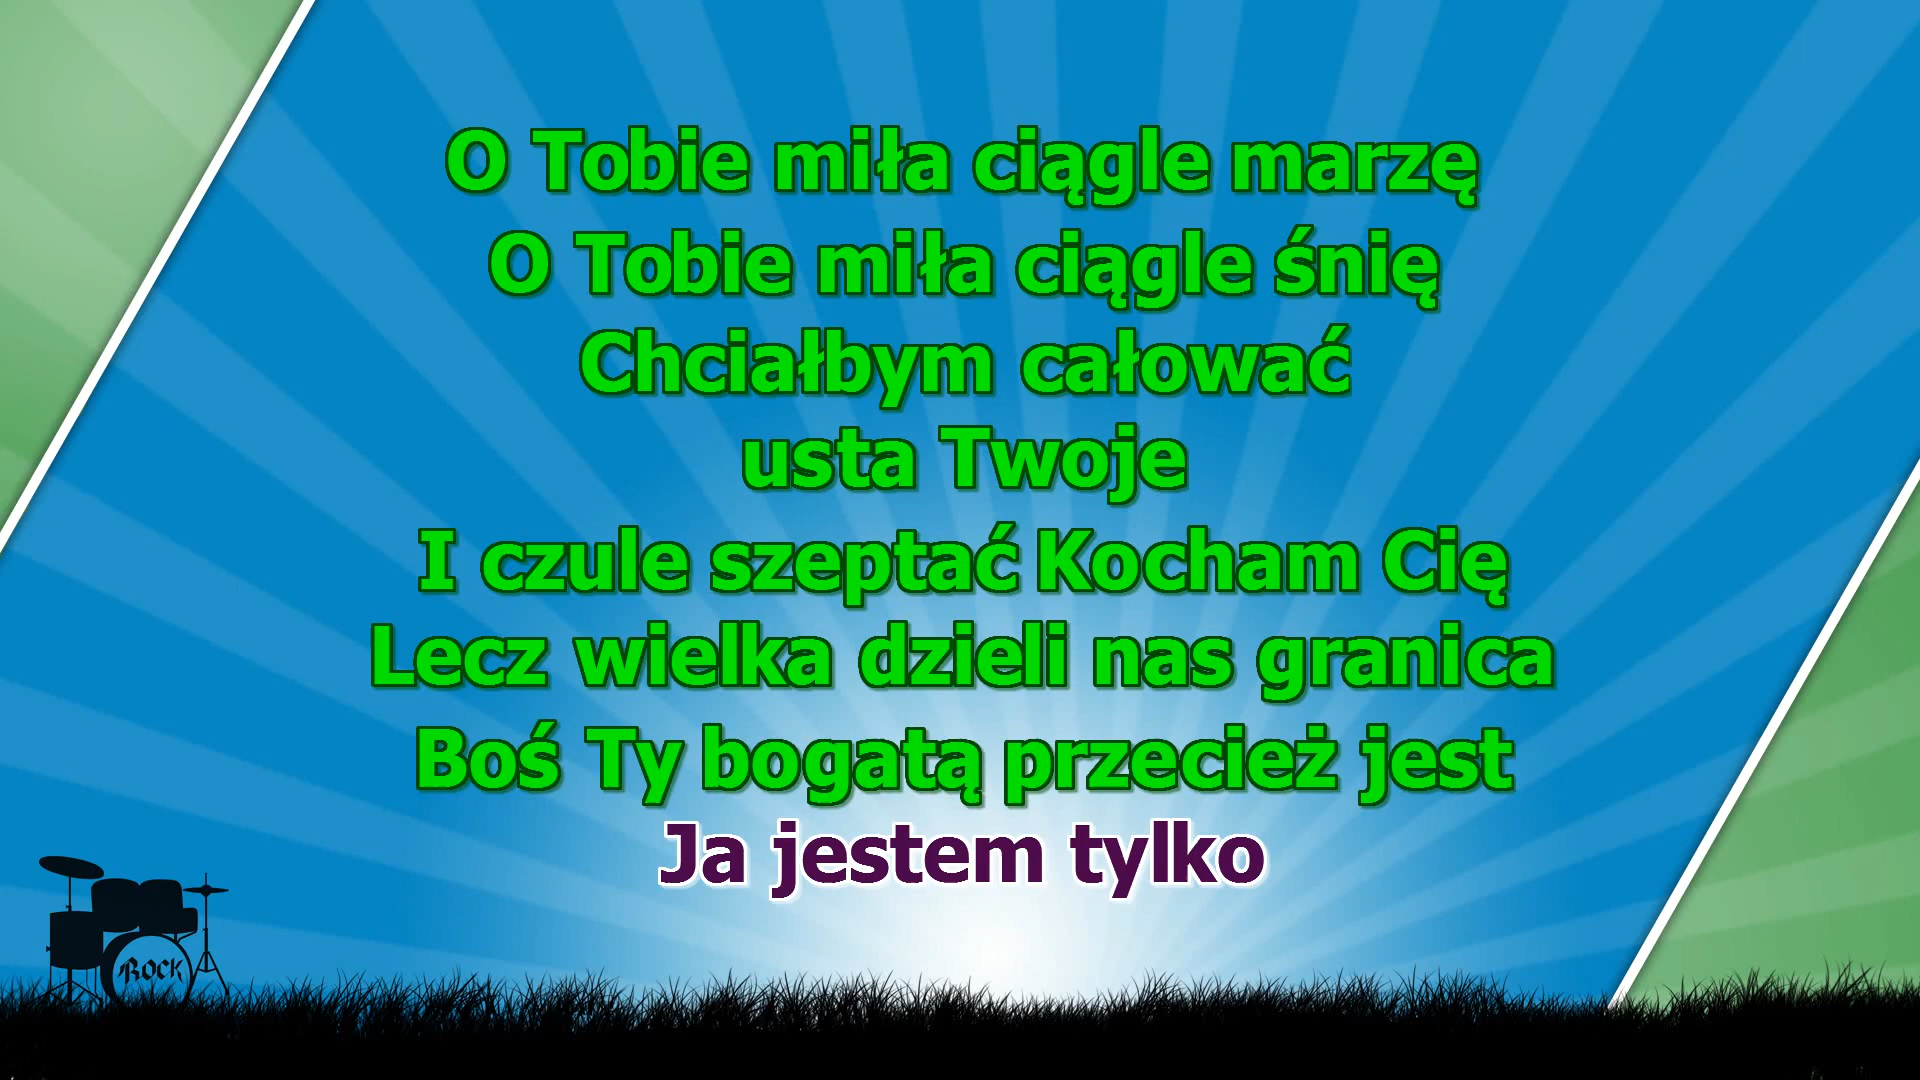 O Tobie miła ciągle marzę
O Tobie miła ciągle śnię
Chciałbym całować
usta Twoje
I czule szeptać Kocham Cię
Lecz wielka dzieli nas granica
Boś Ty bogatą przecież jest
Ja jestem tylko
ROCK